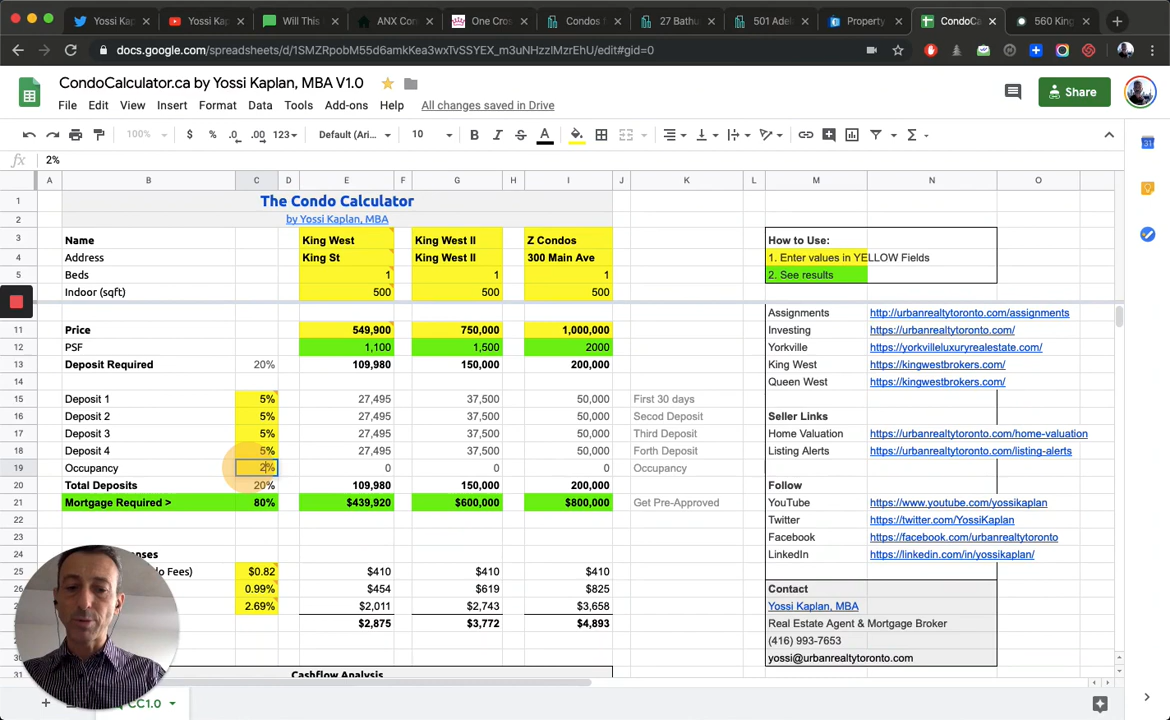 Yossi Kap
Yossi Kap
Will This
ANX Con
One Cros
Condos
27 Bathu
501 Adel
Property
CondoCa
560 King
docs.google.com/spreadsheets/d/1SMZRpobM55d6amkKea3wxTvSSYEX_m3uNHzzlMzrEhU/edit#gid=0
CondoCalculator.ca by Yossi Kaplan, MBA V1.0
File Edit View Insert Format Data Tools Add-ons Help All changes saved in Drive
Share
100% $ % .0 .00 123 Default (Ari... 10 B I S A
fx 2%
A B C D E F G H I J K L M N O
1 The Condo Calculator
2 by Yossi Kaplan, MBA
3 Name King West King West II Z Condos How to Use:
4 Address King St King West II 300 Main Ave 1. Enter values in YELLOW Fields
5 Beds 1 1 1 2. See results
6 Indoor (sqft) 500 500 500
Assignments http://urbanrealtytoronto.com/assignments
11 Price 549,900 750,000 1,000,000 Investing https://urbanrealtytoronto.com/
12 PSF 1,100 1,500 2000 Yorkville https://yorkvilleluxuryrealestate.com/
13 Deposit Required 20% 109,980 150,000 200,000 King West https://kingwestbrokers.com/
14 Queen West https://kingwestbrokers.com/
15 Deposit 1 5% 27,495 37,500 50,000 First 30 days
16 Deposit 2 5% 27,495 37,500 50,000 Secod Deposit Seller Links
17 Deposit 3 5% 27,495 37,500 50,000 Third Deposit Home Valuation https://urbanrealtytoronto.com/home-valuation
18 Deposit 4 5% 27,495 37,500 50,000 Forth Deposit Listing Alerts https://urbanrealtytoronto.com/listing-alerts
19 Occupancy 2% 0 0 0 Occupancy
20 Total Deposits 20% 109,980 150,000 200,000 Follow
21 Mortgage Required > 80% $439,920 $600,000 $800,000 Get Pre-Approved YouTube https://www.youtube.com/yossikaplan
22 Twitter https://twitter.com/YossiKaplan
23 Facebook https://facebook.com/urbanrealtytoronto
24 nses LinkedIn https://linkedin.com/in/yossikaplan/
25 o Fees) $0.82 $410 $410 $410
26 0.99% $454 $619 $825 Contact
2.69% $2,011 $2,743 $3,658 Yossi Kaplan, MBA
$2,875 $3,772 $4,893 Real Estate Agent & Mortgage Broker
(416) 993-7653
30 yossi@urbanrealtytoronto.com
31 Cashflow Analysis
CC1.0
31